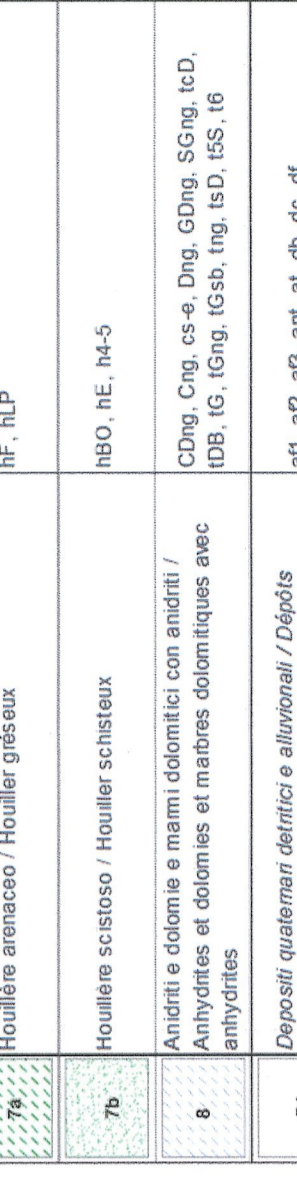 7a
Houillère arenaceo / Houiller gréseux
hF, hLP
7b
Houillère scistoso / Houiller schisteux
hBO, hE, h4-5
8
Anidriti e dolomie e marmi dolomitici con anidriti /
Anhydrites et dolomies et marbres dolomitiques avec
anhydrites
CDng, Cng, cs-e, Dng, GDng, SGng, tcD,
tDB, tG, tGng, tGsb, tng, tsD, t5S, t6
Depositi quaternari detritici e alluvionali / Dépôts